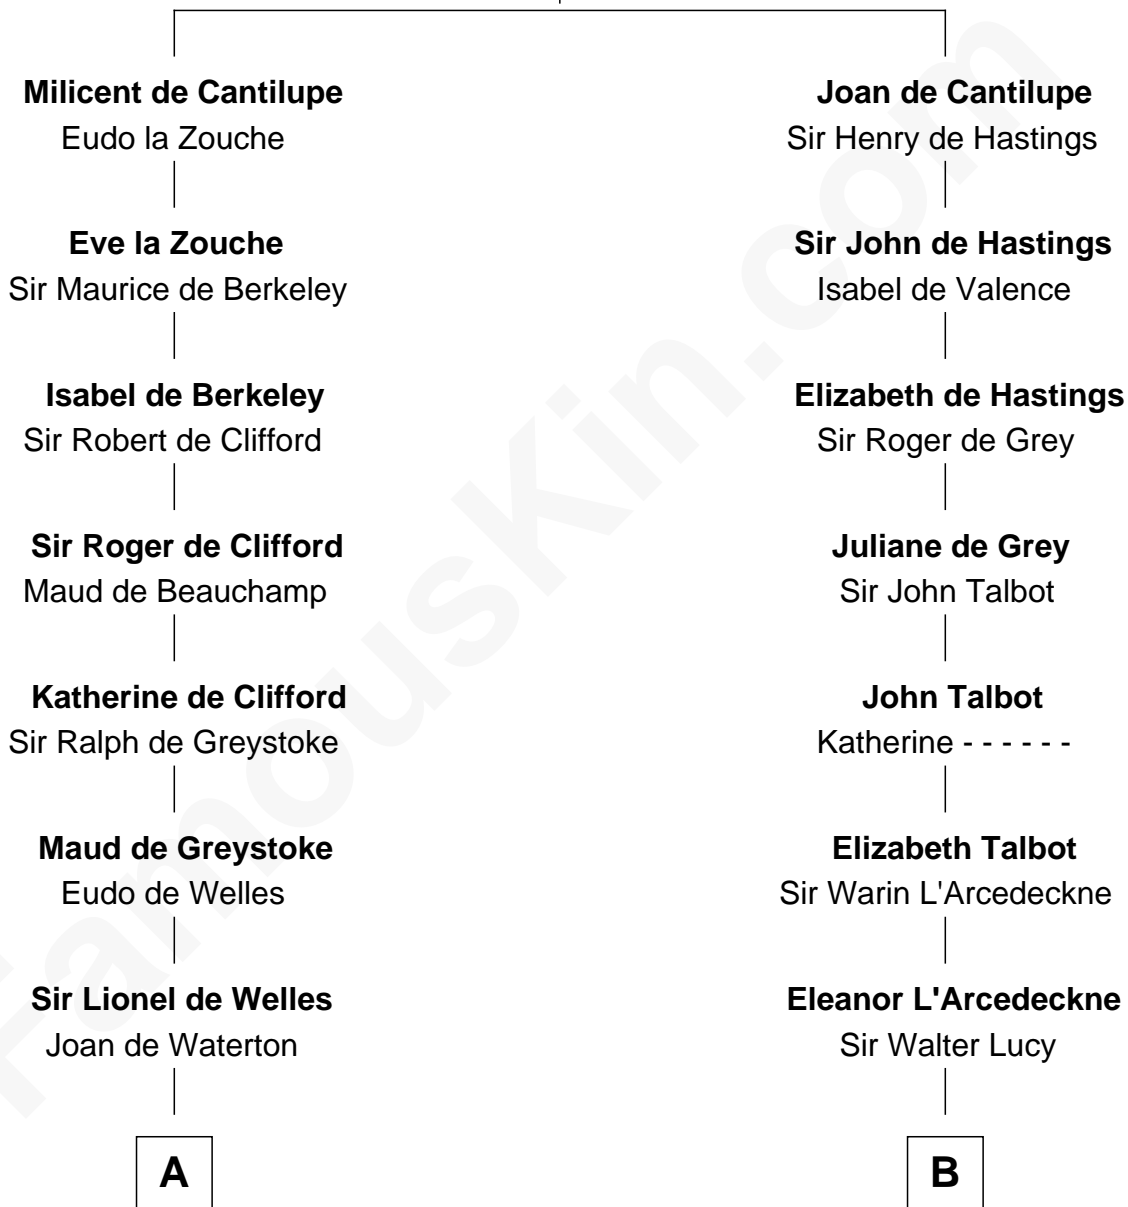 Milicent de Cantilupe
Eudo la Zouche
Eve la Zouche
Sir Maurice de Berkeley
Isabel de Berkeley
Sir Robert de Clifford
Sir Roger de Clifford
Maud de Beauchamp
Katherine de Clifford
Sir Ralph de Greystoke
Maud de Greystoke
Eudo de Welles
Sir Lionel de Welles
Joan de Waterton
A
Joan de Cantilupe
Sir Henry de Hastings
Sir John de Hastings
Isabel de Valence
Elizabeth de Hastings
Sir Roger de Grey
Juliane de Grey
Sir John Talbot
John Talbot
Katherine - - - - - -
Elizabeth Talbot
Sir Warin L'Arcedeckne
Eleanor L'Arcedeckne
Sir Walter Lucy
B
FamousKin.com